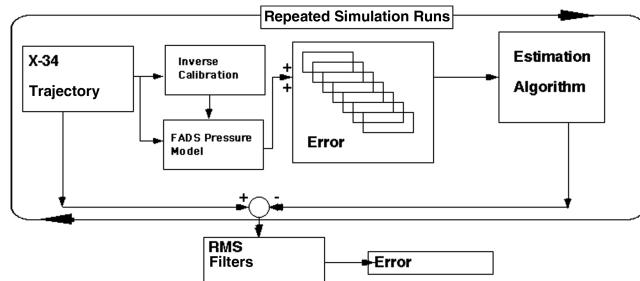 Repeated Simulation Runs
X-34
Trajectory
Inverse
Calibration
FADS Pressure
Model
+
+
Error
Estimation
Algorithm
+
-
RMS
Filters
Error